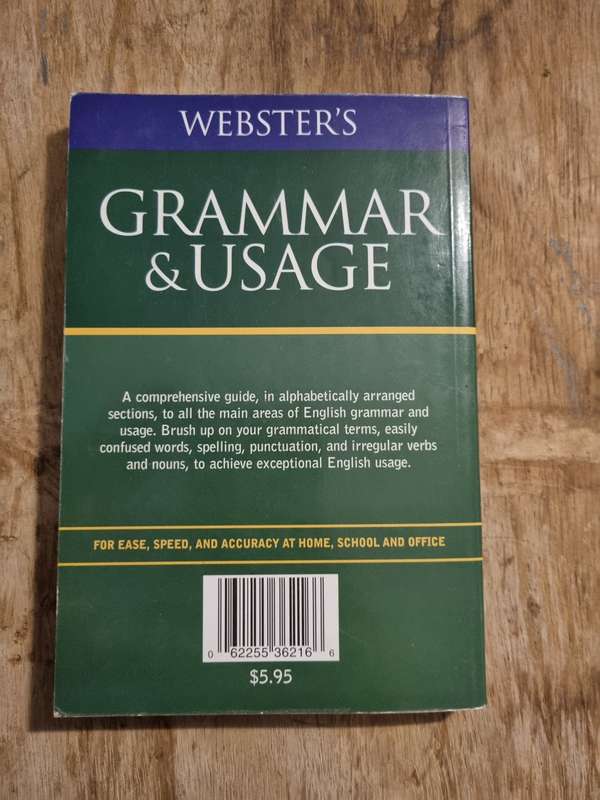 WEBSTER'S
GRAMMAR
& USAGE
A comprehensive guide, in alphabetically arranged
sections, to all the main areas of English grammar and
usage. Brush up on your grammatical terms, easily
confused words, spelling, punctuation, and irregular verbs
and nouns, to achieve exceptional English usage.
FOR EASE, SPEED, AND ACCURACY AT HOME, SCHOOL AND OFFICE
0 62255 36216 6
$5.95